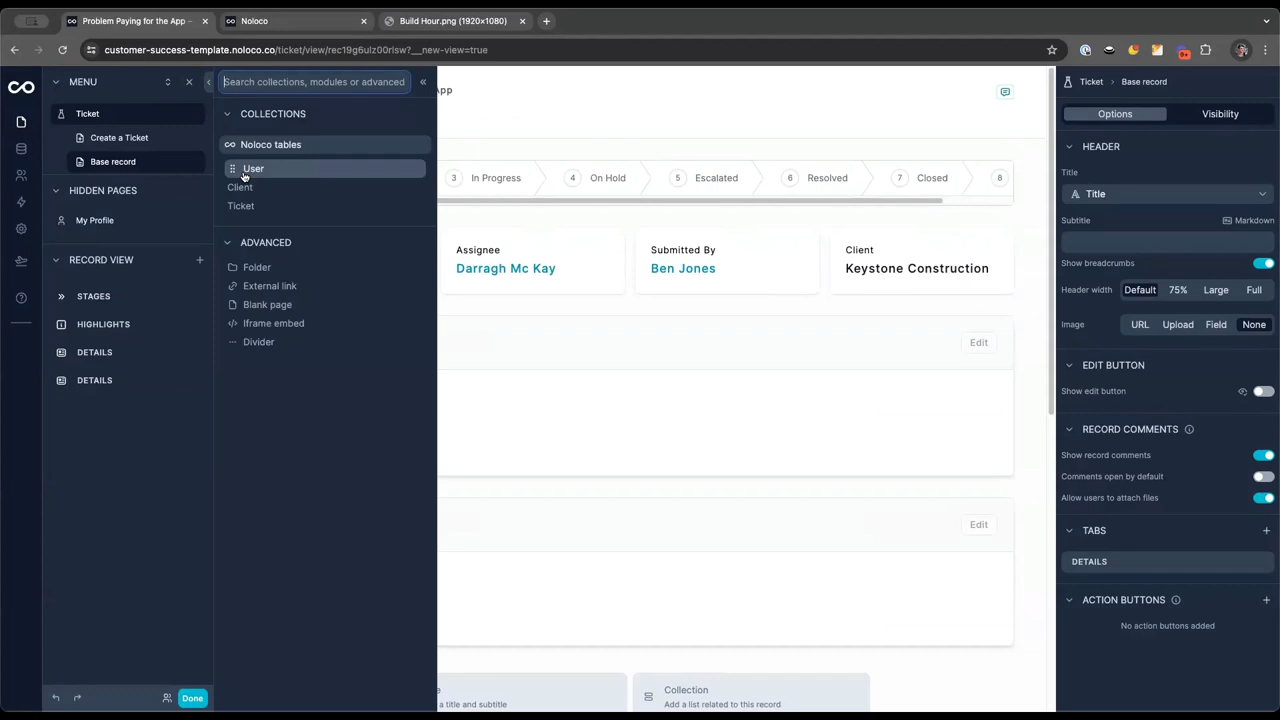 Problem Paying for the App -
Noloco
Build Hour.png (1920×1080)
customer-success-template.noloco.co/ticket/view/rec19g6ulz00rlsw?__new-view=true
MENU
Ticket
Create a Ticket
Base record
HIDDEN PAGES
My Profile
RECORD VIEW
STAGES
HIGHLIGHTS
DETAILS
DETAILS
Done
Search collections, modules or advanced
COLLECTIONS
Noloco tables
User
Client
Ticket
ADVANCED
Folder
External link
Blank page
Iframe embed
Divider
App
3 In Progress
4 On Hold
5 Escalated
6 Resolved
7 Closed
8
Assignee
Darragh Mc Kay
Submitted By
Ben Jones
Client
Keystone Construction
Edit
Edit
a title and subtitle
Collection
Add a list related to this record
Ticket
Base record
Options
Visibility
HEADER
Title
Title
Subtitle
Markdown
Show breadcrumbs
Header width
Default
75%
Large
Full
Image
URL
Upload
Field
None
EDIT BUTTON
Show edit button
RECORD COMMENTS
Show record comments
Comments open by default
Allow users to attach files
TABS
DETAILS
ACTION BUTTONS
No action buttons added